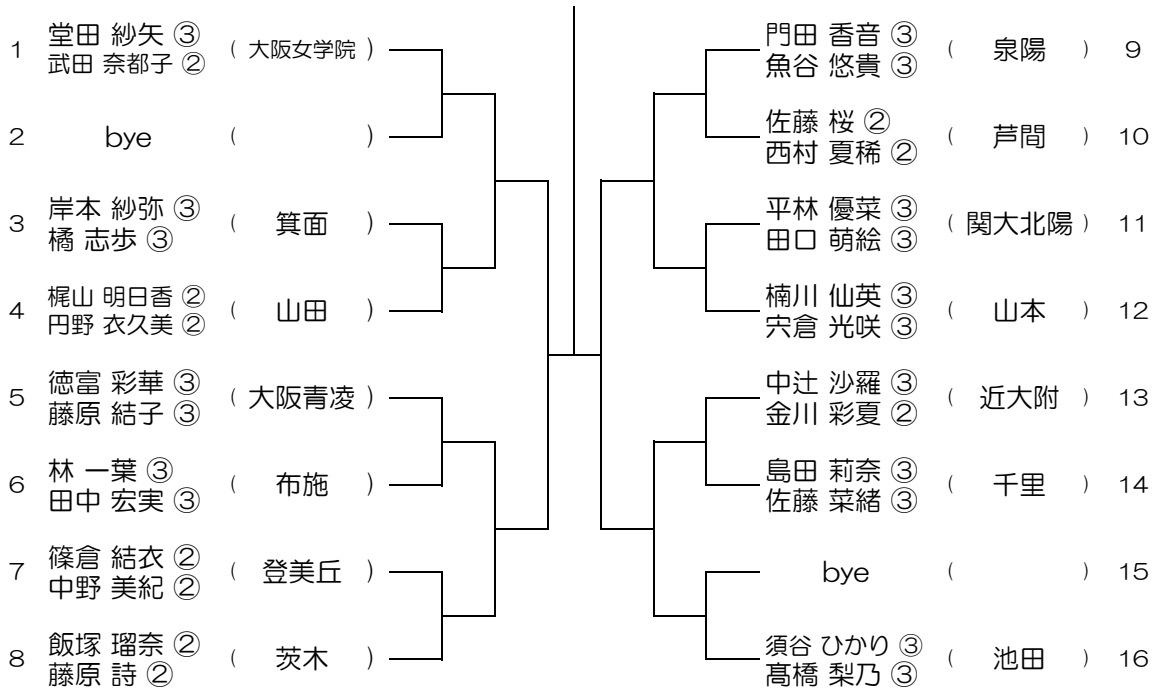 1 堂田 紗矢 ③ ( 大阪女学院 )
武田 奈都子 ②
2 bye ( )
3 岸本 紗弥 ③ ( 箕面 )
橘 志歩 ③
4 梶山 明日香 ② ( 山田 )
円野 衣久美 ②
5 徳富 彩華 ③ ( 大阪青凌 )
藤原 結子 ③
6 林 一葉 ③ ( 布施 )
田中 宏実 ③
7 篠倉 結衣 ② ( 登美丘 )
中野 美紀 ②
8 飯塚 瑠奈 ② ( 茨木 )
藤原 詩 ②
門田 香音 ③ ( 泉陽 ) 9
魚谷 悠貴 ③
佐藤 桜 ② ( 芦間 ) 10
西村 夏稀 ②
平林 優菜 ③ ( 関大北陽 ) 11
田口 萌絵 ③
楠川 仙英 ③ ( 山本 ) 12
宍倉 光咲 ③
中辻 沙羅 ③ ( 近大附 ) 13
金川 彩夏 ②
島田 莉奈 ③ ( 千里 ) 14
佐藤 菜緒 ③
bye ( ) 15
須谷 ひかり ③ ( 池田 ) 16
髙橋 梨乃 ③